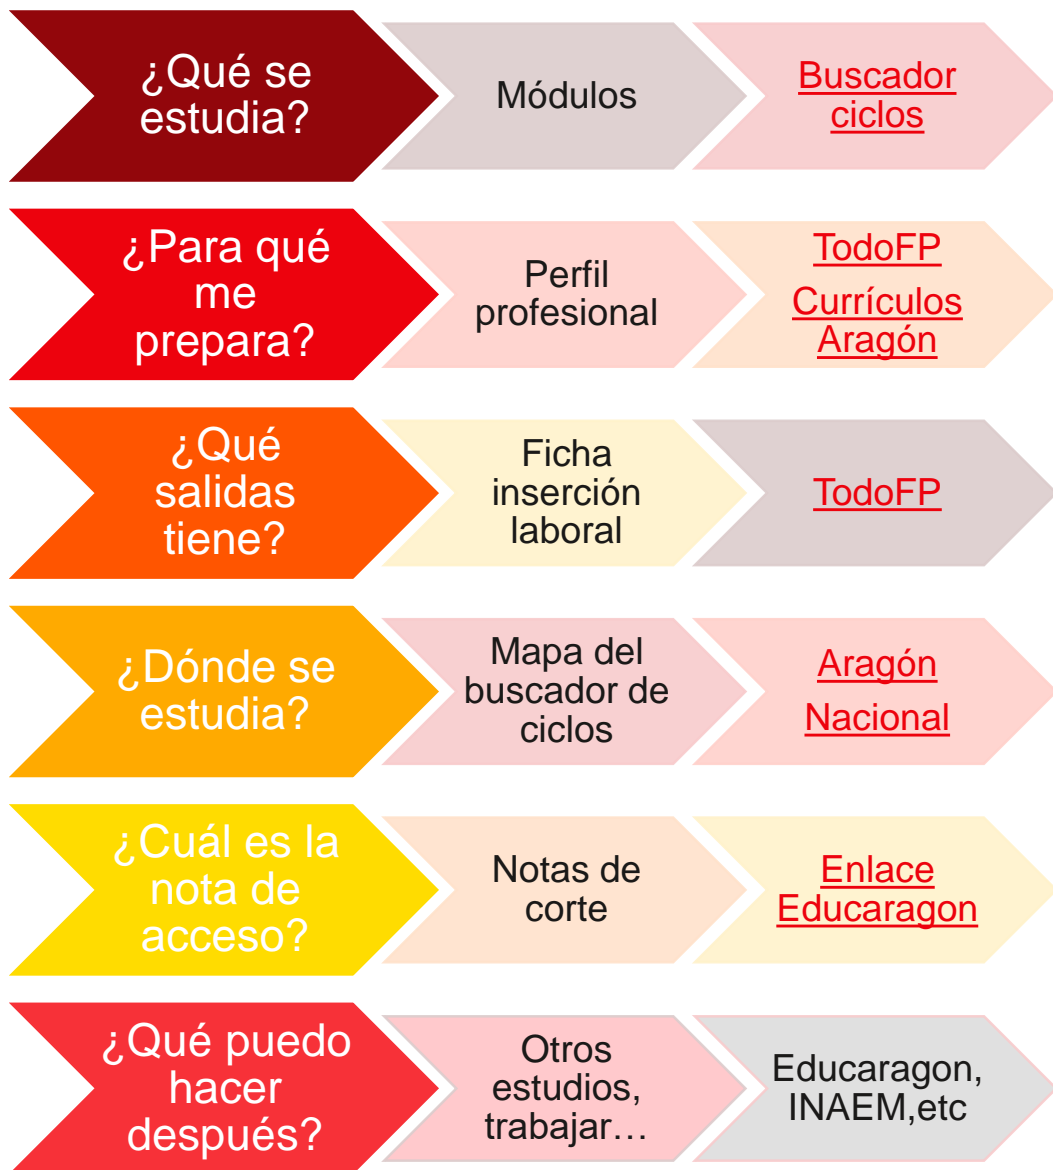 ¿Qué se
estudia?
Módulos
Buscador
ciclos
¿Para qué
me
prepara?
Perfil
profesional
TodoFP
Currículos
Aragón
¿Qué
salidas
tiene?
Ficha
inserción
laboral
TodoFP
¿Dónde se
estudia?
Mapa del
buscador de
ciclos
Aragón
Nacional
¿Cuál es la
nota de
acceso?
Notas de
corte
Enlace
Educaragon
¿Qué puedo
hacer
después?
Otros
estudios,
trabajar…
Educaragon,
INAEM,etc